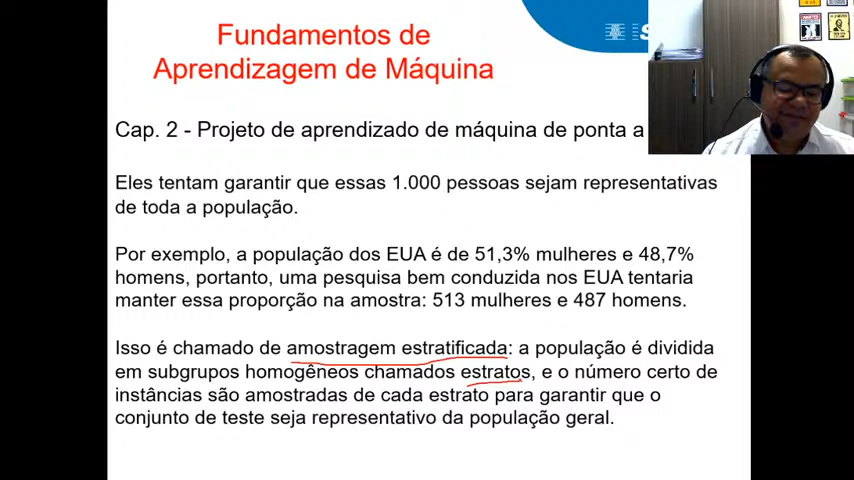 Fundamentos de
Aprendizagem de Máquina
Cap. 2 - Projeto de aprendizado de máquina de ponta a
Eles tentam garantir que essas 1.000 pessoas sejam representativas
de toda a população.
Por exemplo, a população dos EUA é de 51,3% mulheres e 48,7%
homens, portanto, uma pesquisa bem conduzida nos EUA tentaria
manter essa proporção na amostra: 513 mulheres e 487 homens.
Isso é chamado de amostragem estratificada: a população é dividida
em subgrupos homogêneos chamados estratos, e o número certo de
instâncias são amostradas de cada estrato para garantir que o
conjunto de teste seja representativo da população geral.